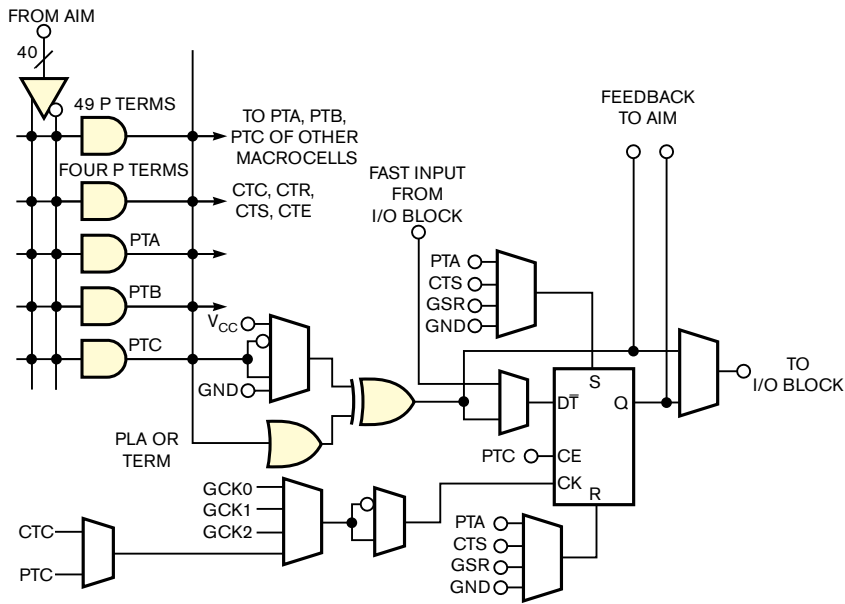 FROM AIM
40
49 P TERMS
TO PTA, PTB,
PTC OF OTHER
MACROCELLS
FOUR P TERMS
CTC, CTR,
CTS, CTE
PTA
PTB
PTC
V_CC
GND
PLA OR
TERM
FAST INPUT
FROM
I/O BLOCK
FEEDBACK
TO AIM
PTA
CTS
GSR
GND
S
DT̅
Q
CE
CK
R
PTC
TO
I/O BLOCK
GCK0
GCK1
GCK2
CTC
PTC
PTA
CTS
GSR
GND